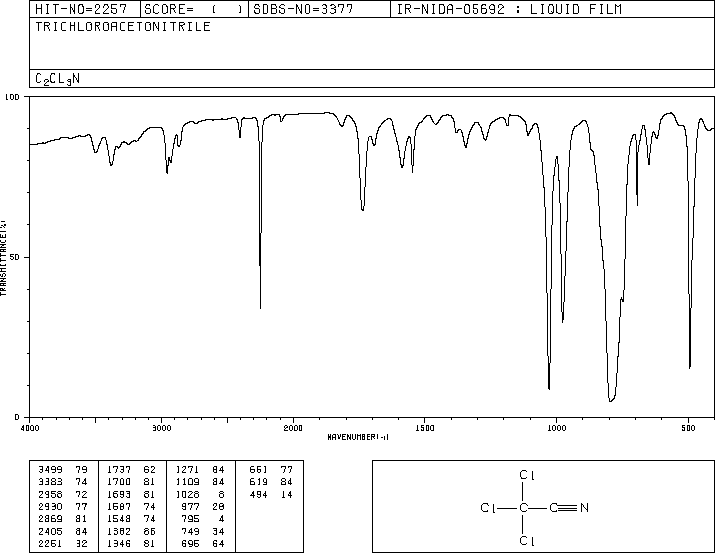 HIT-NO=2257 SCORE= ( ) SDBS-NO=3377 IR-NIDA-05692 : LIQUID FILM
TRICHLOROACETONITRILE
C2CL3N
100
TRANSMITTANCE(%)
50
0
4000 3000 2000 1500 1000 500
WAVENUMBER(-1)
3499 79 1737 62 1271 84 651 77
3383 74 1700 81 1109 84 619 84
2958 72 1693 81 1028 8 494 14
2930 77 1587 74 977 28
2869 81 1548 74 795 4
2405 84 1382 86 749 34
2251 32 1346 81 695 64
Cl
Cl C C N
Cl